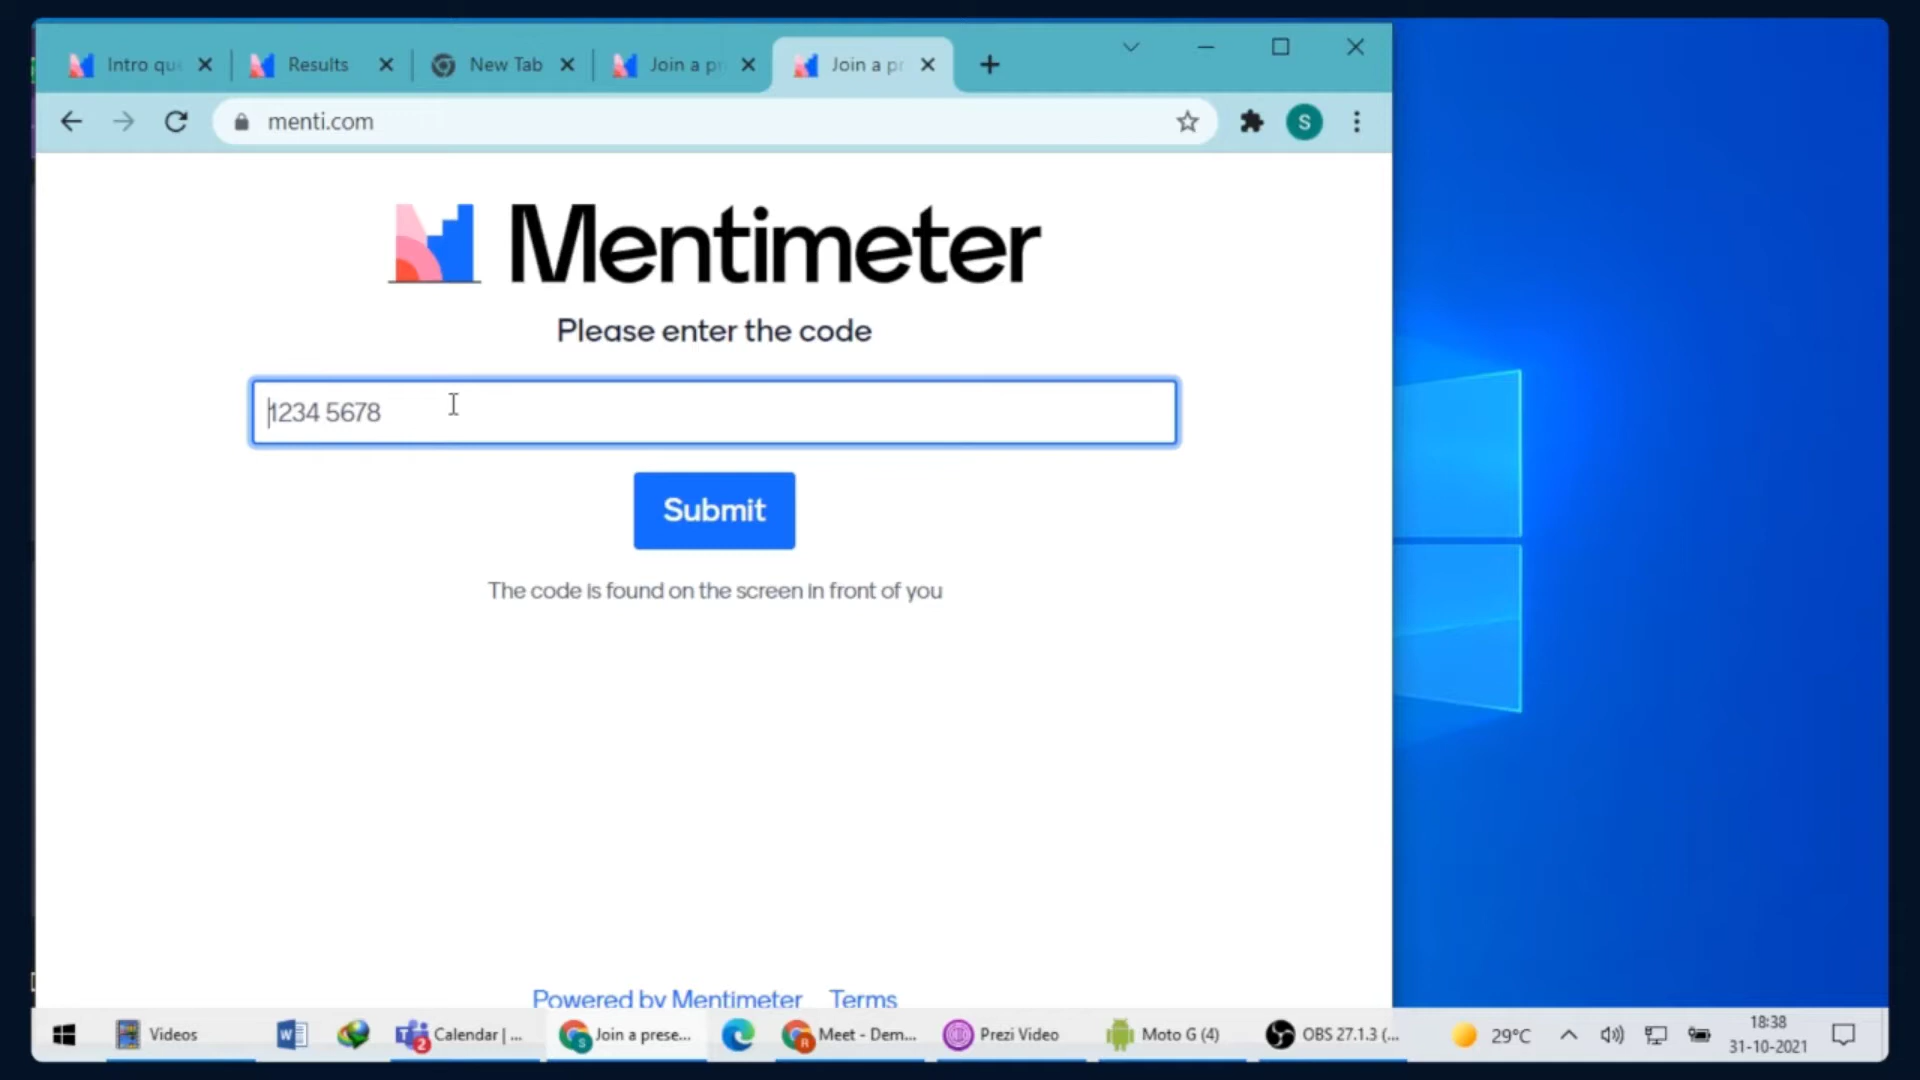 Intro qu
Results
New Tab
Join a pr
Join a pr
menti.com
S
Mentimeter
Please enter the code
1234 5678
Submit
The code is found on the screen in front of you
Powered by Mentimeter Terms
Videos
Calendar | ...
Join a prese...
Meet - Dem...
Prezi Video
Moto G (4)
OBS 27.1.3 (...
29°C
18:38
31-10-2021